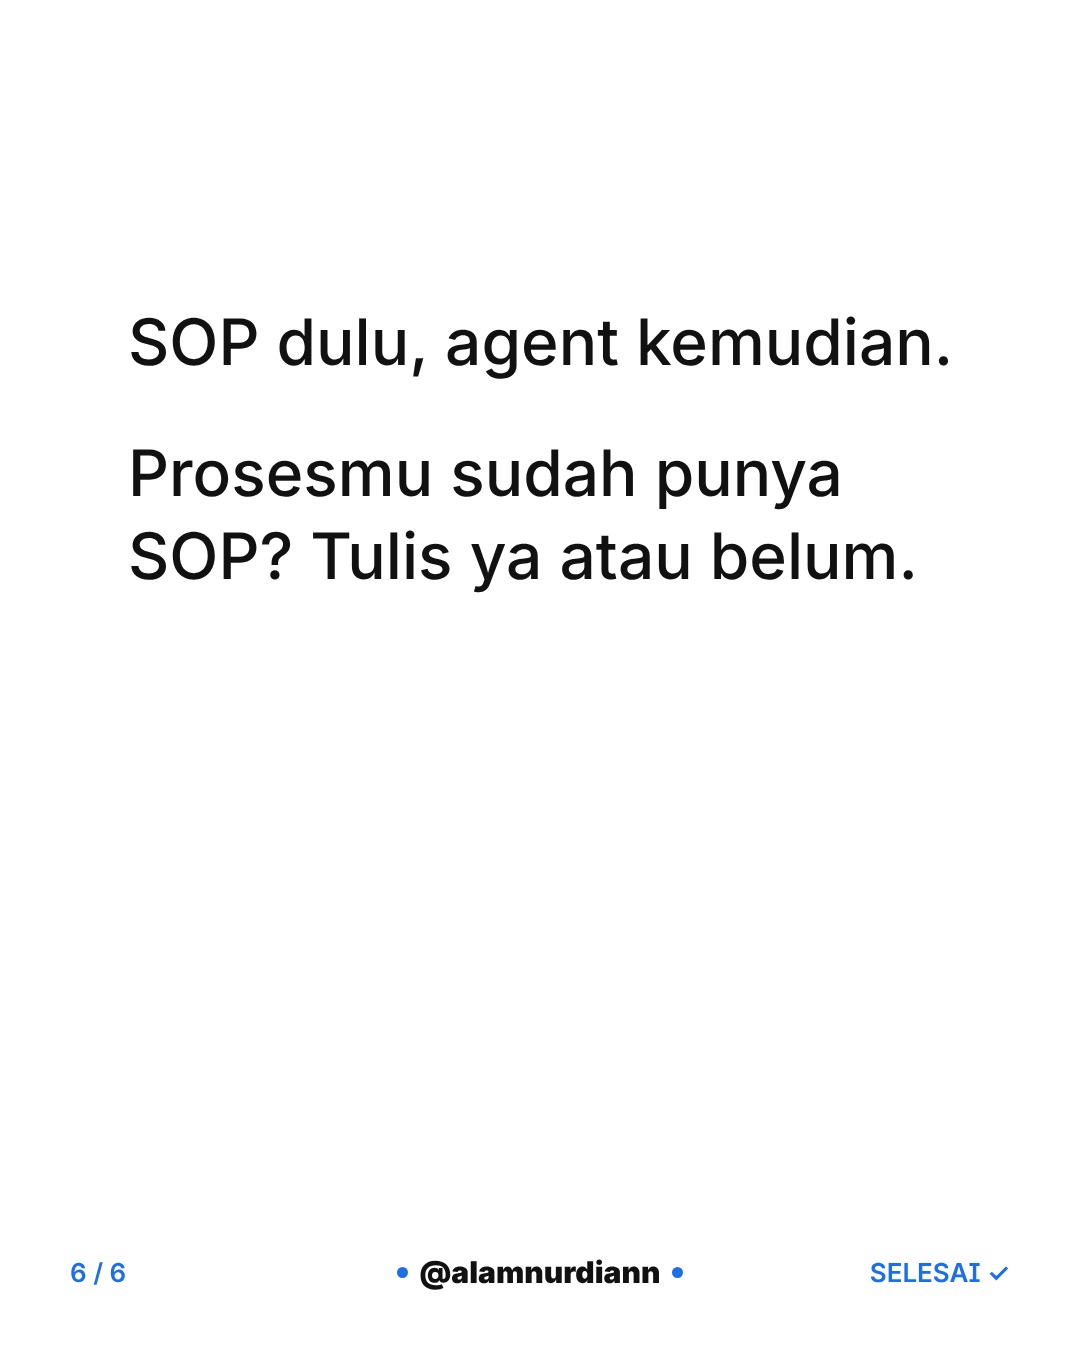 SOP dulu, agent kemudian.
Prosesmu sudah punya
SOP? Tulis ya atau belum.
6 / 6
• @alamnurdiann •
SELESAI ✓